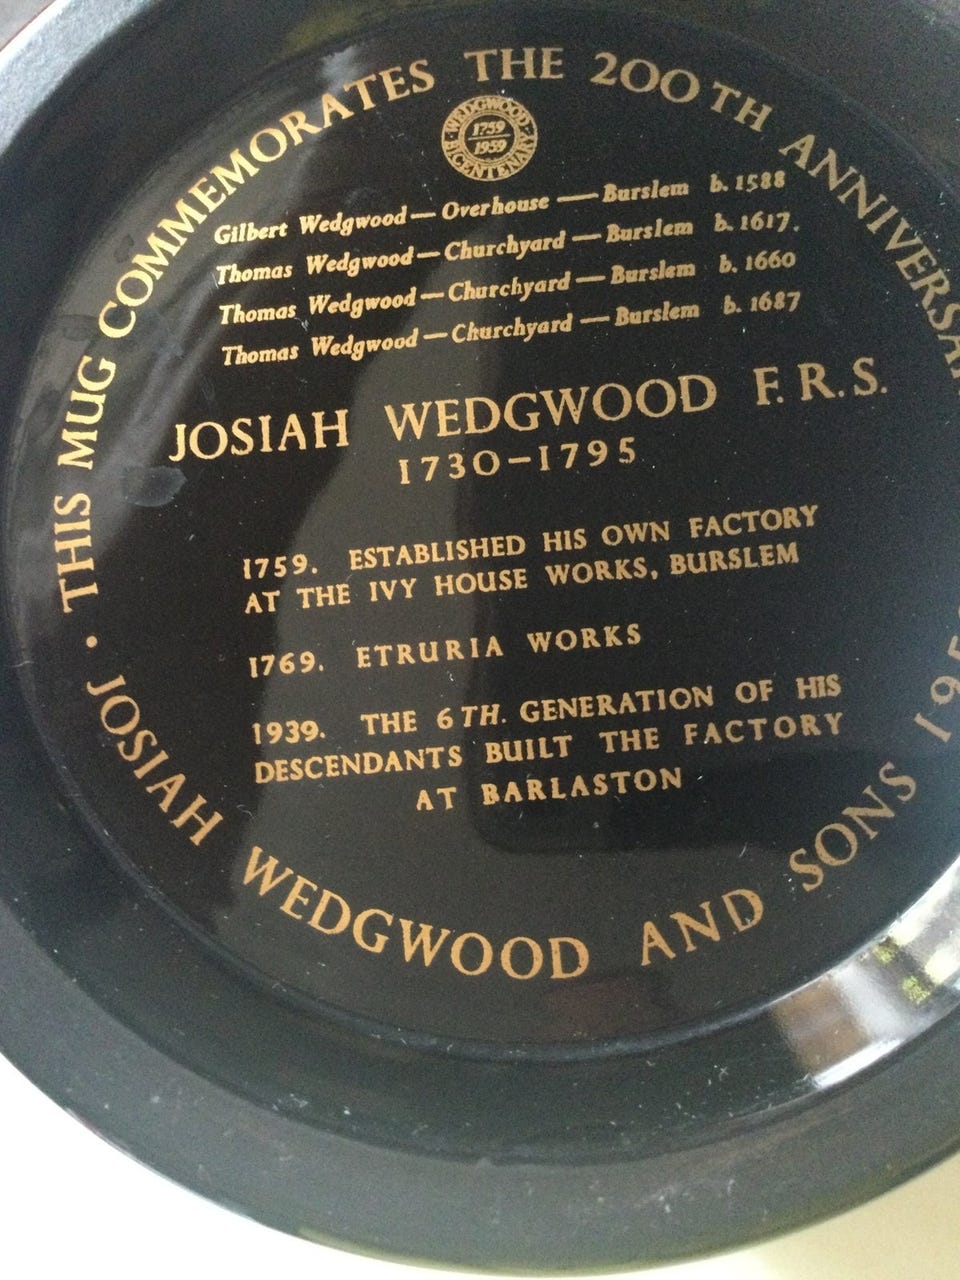 THIS MUG COMMEMORATES THE 200TH ANNIVERSA
WEDGWOOD
1759
1959
BICENTENARY
Gilbert Wedgwood — Overhouse — Burslem b. 1588
Thomas Wedgwood — Churchyard — Burslem b. 1617.
Thomas Wedgwood — Churchyard — Burslem b. 1660
Thomas Wedgwood — Churchyard — Burslem b. 1687
JOSIAH WEDGWOOD F.R.S.
1730-1795
1759. ESTABLISHED HIS OWN FACTORY
AT THE IVY HOUSE WORKS, BURSLEM
1769. ETRURIA WORKS
1939. THE 6TH. GENERATION OF HIS
DESCENDANTS BUILT THE FACTORY
AT BARLASTON
• JOSIAH WEDGWOOD AND SONS 195